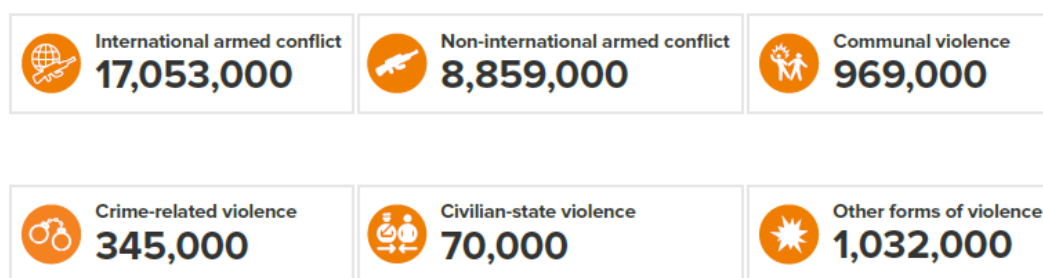 International armed conflict
17,053,000
Non-international armed conflict
8,859,000
Communal violence
969,000
Crime-related violence
345,000
Civilian-state violence
70,000
Other forms of violence
1,032,000